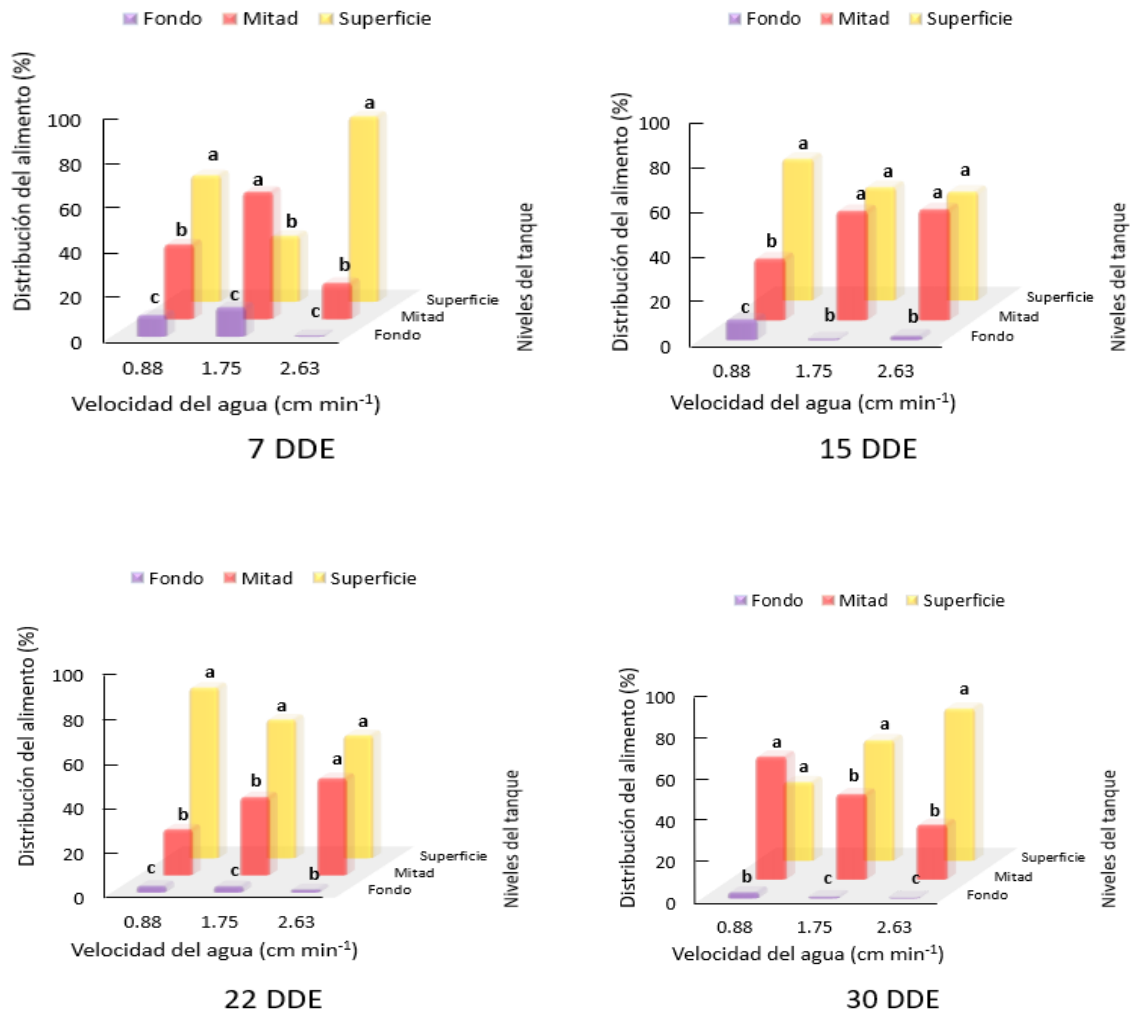 Fondo Mitad Superficie
Distribución del alimento (%)
100
80
60
40
20
0
a
a
a
b
b
b
c
c
c
Superficie
Mitad
Fondo
Niveles del tanque
0.88 1.75 2.63
Velocidad del agua (cm min⁻¹)
7 DDE
Fondo Mitad Superficie
Distribución del alimento (%)
100
80
60
40
20
0
a
a
a
b
a
a
c
b
b
Superficie
Mitad
Fondo
Niveles del tanque
0.88 1.75 2.63
Velocidad del agua (cm min⁻¹)
15 DDE
Fondo Mitad Superficie
Distribución del alimento (%)
100
80
60
40
20
0
a
a
a
b
b
a
c
c
b
Superficie
Mitad
Fondo
Niveles del tanque
0.88 1.75 2.63
Velocidad del agua (cm min⁻¹)
22 DDE
Fondo Mitad Superficie
Distribución del alimento (%)
100
80
60
40
20
0
a
a
a
a
b
b
b
c
c
Superficie
Mitad
Fondo
Niveles del tanque
0.88 1.75 2.63
Velocidad del agua (cm min⁻¹)
30 DDE